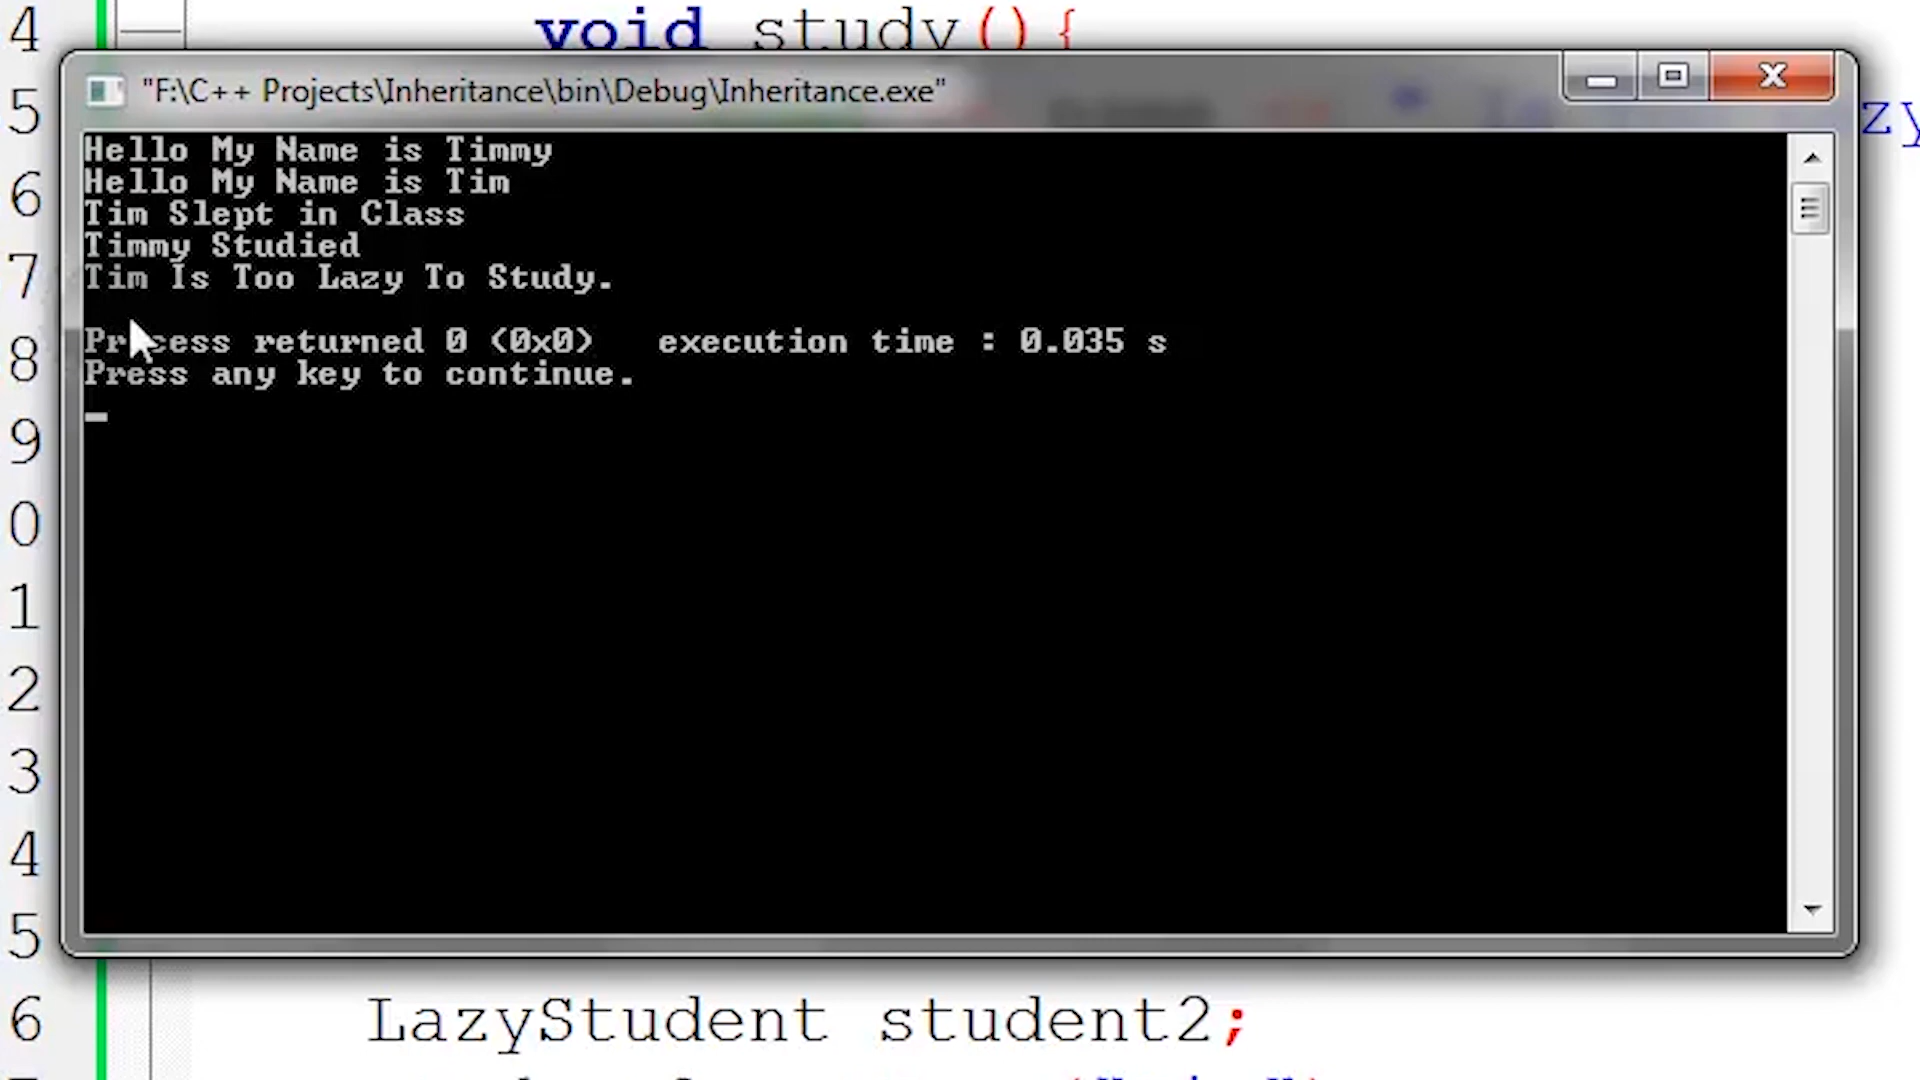 4 void study(){
"F:\C++ Projects\Inheritance\bin\Debug\Inheritance.exe"
5 zy
Hello My Name is Timmy
6 Hello My Name is Tim
Tim Slept in Class
Timmy Studied
7 Tim Is Too Lazy To Study.
Process returned 0 (0x0)   execution time : 0.035 s
8 Press any key to continue.
9
0
1
2
3
4
5
6 LazyStudent student2;